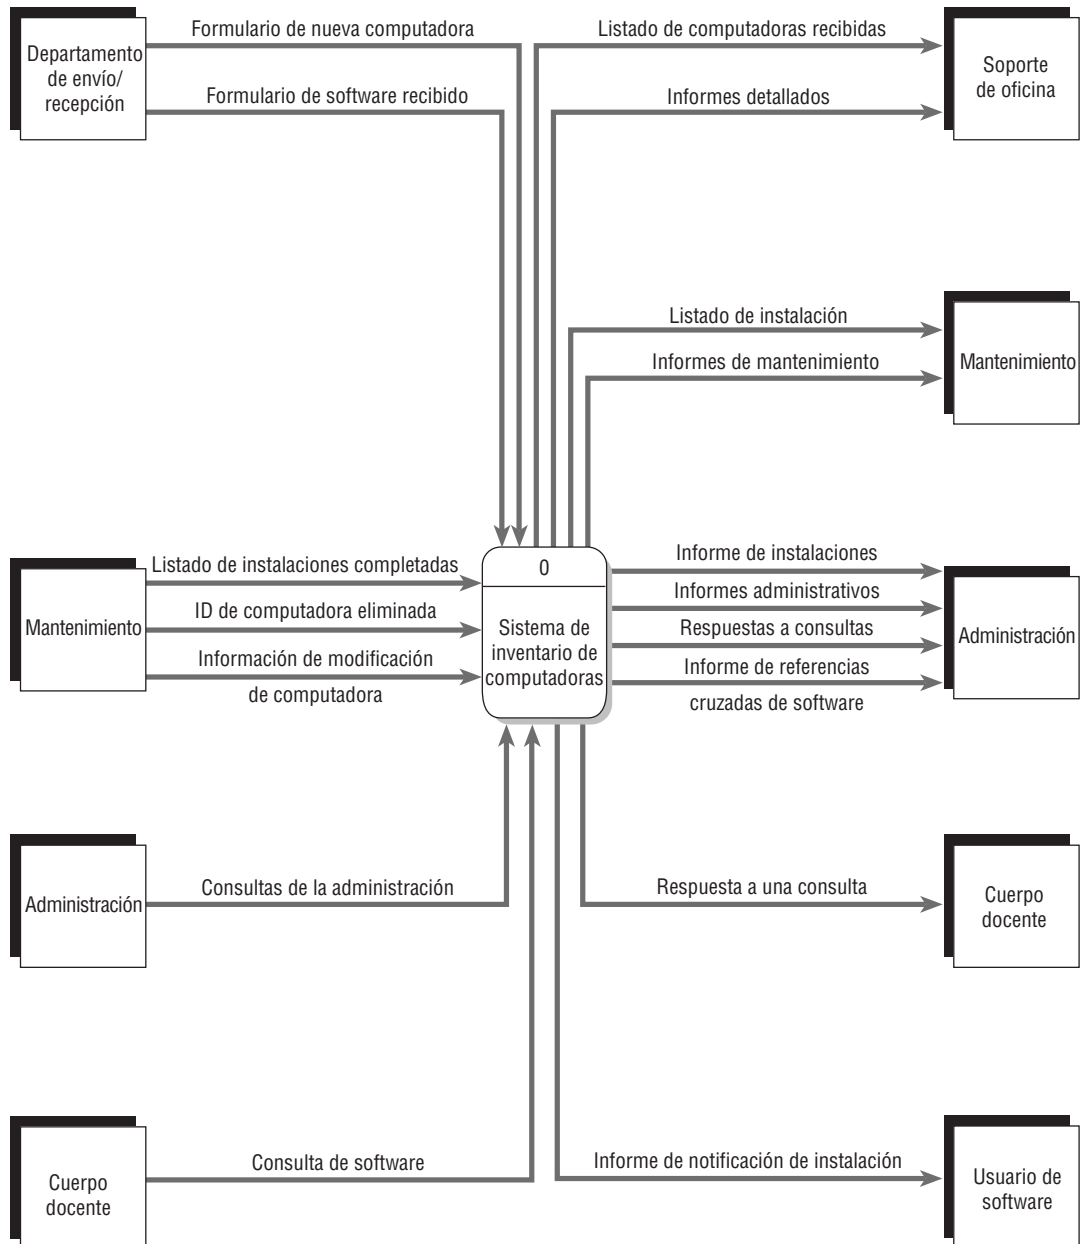 Departamento
de envío/
recepción
Formulario de nueva computadora
Formulario de software recibido
Listado de computadoras recibidas
Informes detallados
Soporte
de oficina
Listado de instalación
Informes de mantenimiento
Mantenimiento
Mantenimiento
Listado de instalaciones completadas
ID de computadora eliminada
Información de modificación
de computadora
0
Sistema de
inventario de
computadoras
Informe de instalaciones
Informes administrativos
Respuestas a consultas
Informe de referencias
cruzadas de software
Administración
Administración
Consultas de la administración
Respuesta a una consulta
Cuerpo
docente
Cuerpo
docente
Consulta de software
Informe de notificación de instalación
Usuario de
software